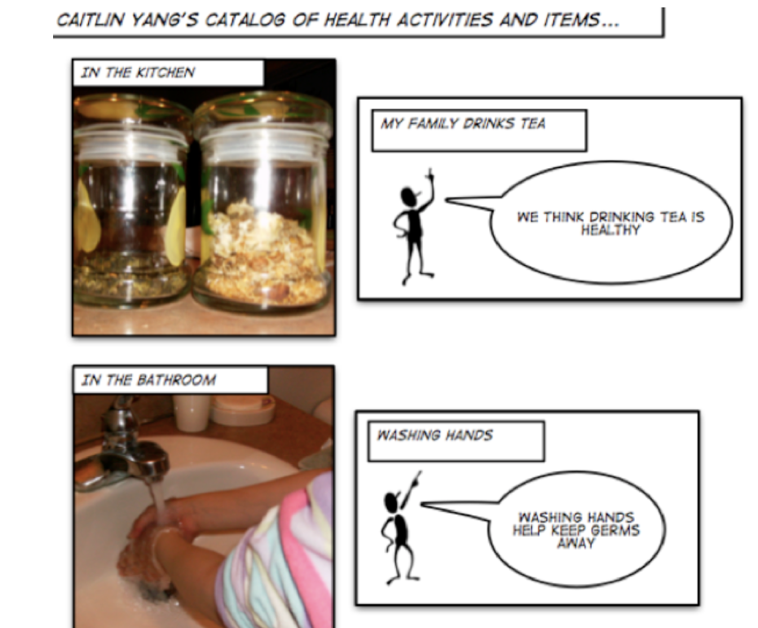 CAITLIN YANG'S CATALOG OF HEALTH ACTIVITIES AND ITEMS...
IN THE KITCHEN
MY FAMILY DRINKS TEA
WE THINK DRINKING TEA IS
HEALTHY
IN THE BATHROOM
WASHING HANDS
WASHING HANDS
HELP KEEP GERMS
AWAY